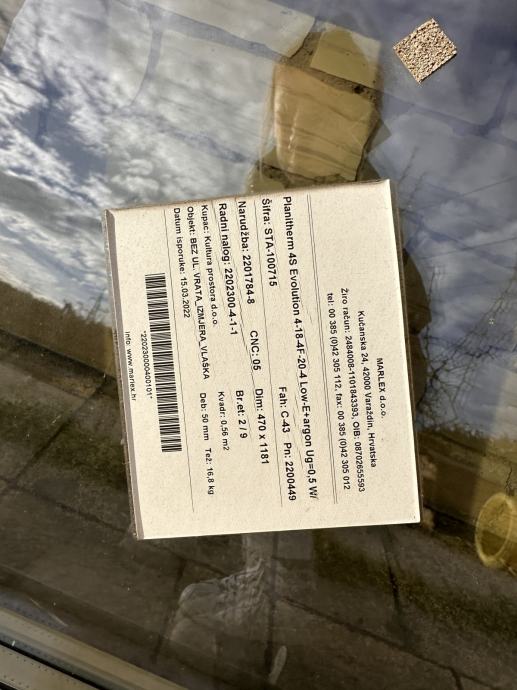 MARLEX d.o.o.
Kučanska 24, 42000 Varaždin, Hrvatska
Žiro račun: 2484008-1101843393, OIB: 08702655593
tel: 00 385 (0)42 305 112, fax: 00 385 (0)42 305 012
Planitherm 4S Evolution 4-18-4F-20-4 Low-E+argon Ug=0,5 W/
Šifra: STA-100715 Fah: C-43 Pn: 2200449
Narudžba: 2201784-8 CNC: 05 Dim: 470 x 1181
Radni nalog: 2202300-4-1-1 Br.et: 2 / 9
Kupac: Kultura prostora d.o.o. Kvadr: 0,56 m2
Objekt: BEZ UL. VRATA_IZMJERA_VLAŠKA Deb: 50 mm Tež: 16,8 kg
Datum isporuke: 15.03.2022
*220230000400101*
info: www.marlex.hr